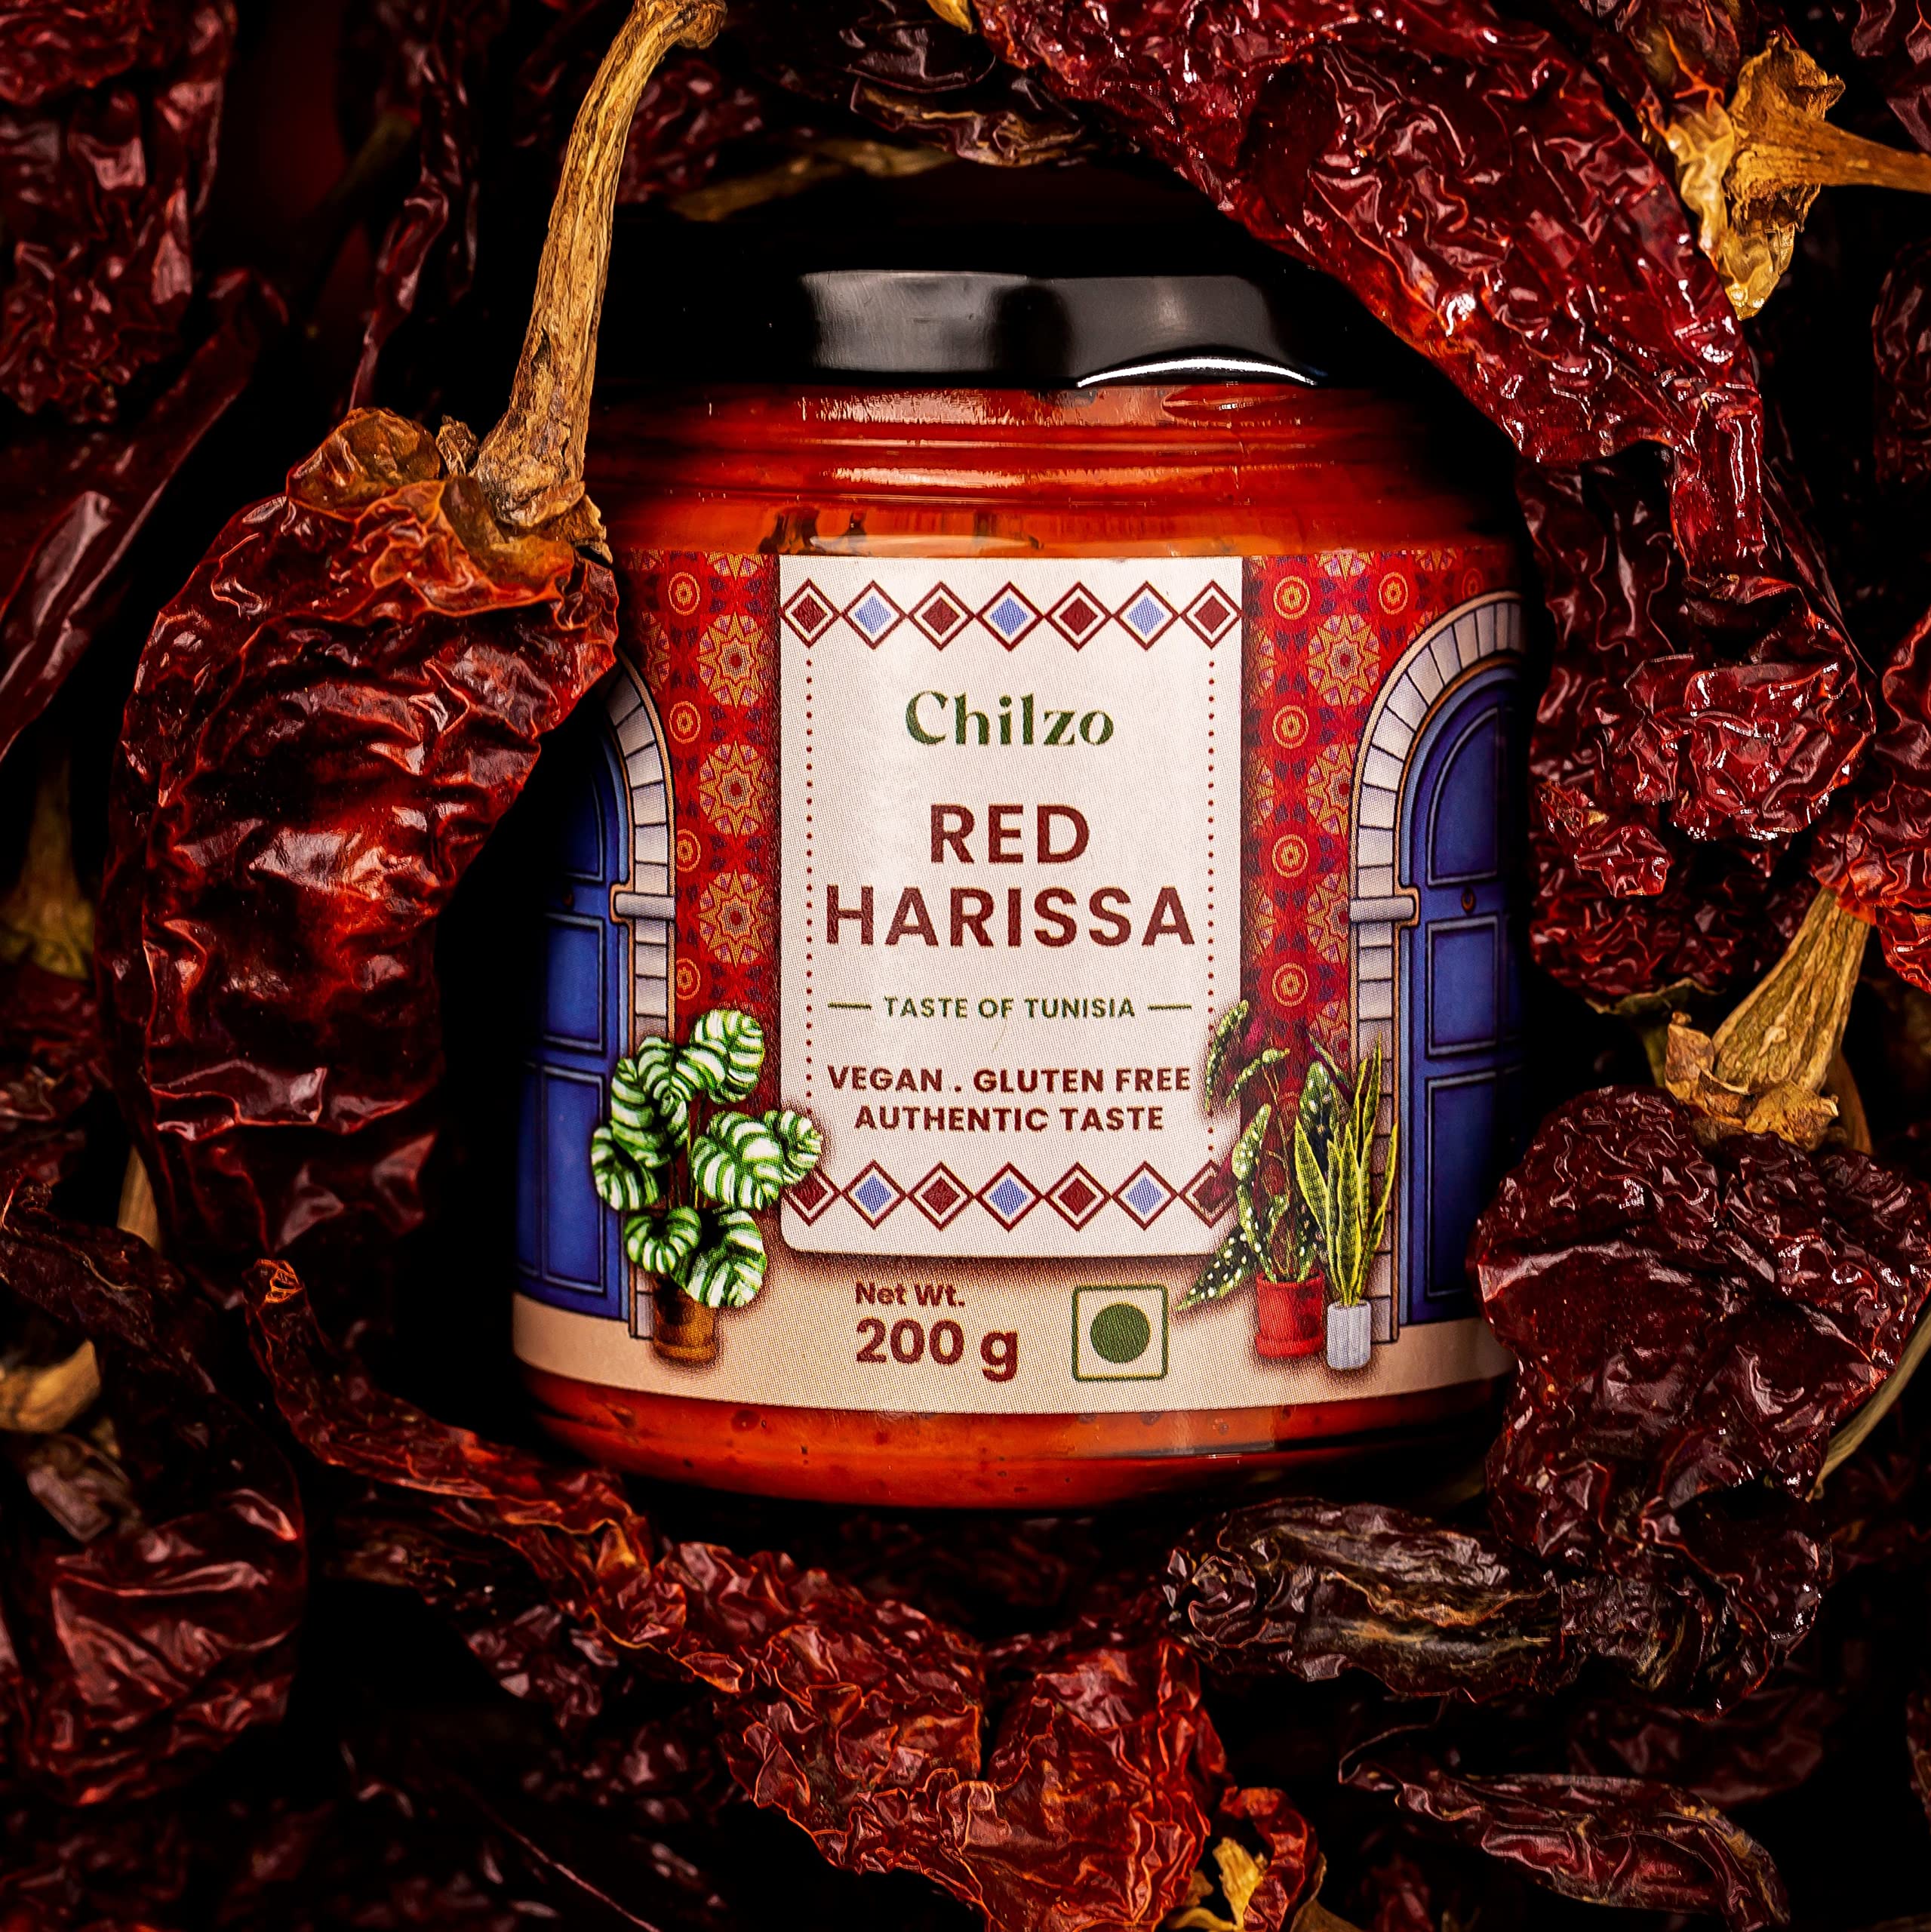 Chilzo
RED
HARISSA
TASTE OF TUNISIA
VEGAN . GLUTEN FREE
AUTHENTIC TASTE
Net Wt.
200 g